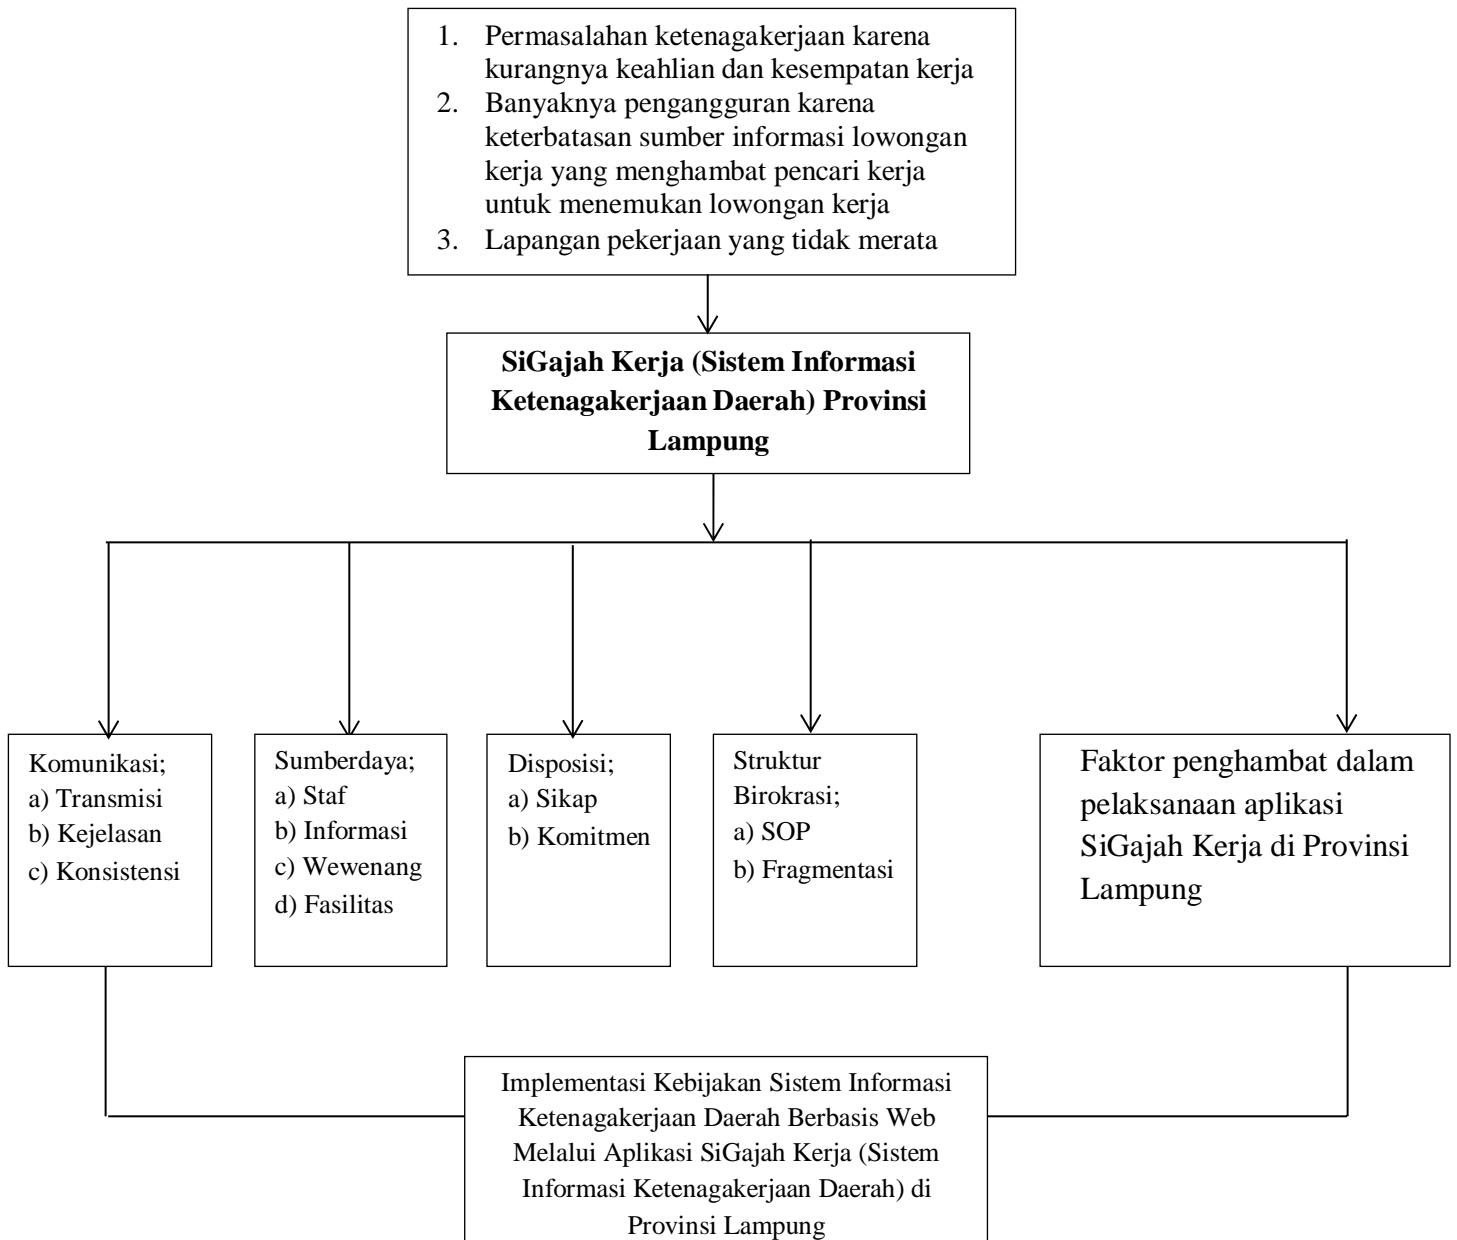 1. Permasalahan ketenagakerjaan karena
kurangnya keahlian dan kesempatan kerja
2. Banyaknya pengangguran karena
keterbatasan sumber informasi lowongan
kerja yang menghambat pencari kerja
untuk menemukan lowongan kerja
3. Lapangan pekerjaan yang tidak merata
SiGajah Kerja (Sistem Informasi
Ketenagakerjaan Daerah) Provinsi
Lampung
Komunikasi;
a) Transmisi
b) Kejelasan
c) Konsistensi
Sumberdaya;
a) Staf
b) Informasi
c) Wewenang
d) Fasilitas
Disposisi;
a) Sikap
b) Komitmen
Struktur
Birokrasi;
a) SOP
b) Fragmentasi
Faktor penghambat dalam
pelaksanaan aplikasi
SiGajah Kerja di Provinsi
Lampung
Implementasi Kebijakan Sistem Informasi
Ketenagakerjaan Daerah Berbasis Web
Melalui Aplikasi SiGajah Kerja (Sistem
Informasi Ketenagakerjaan Daerah) di
Provinsi Lampung